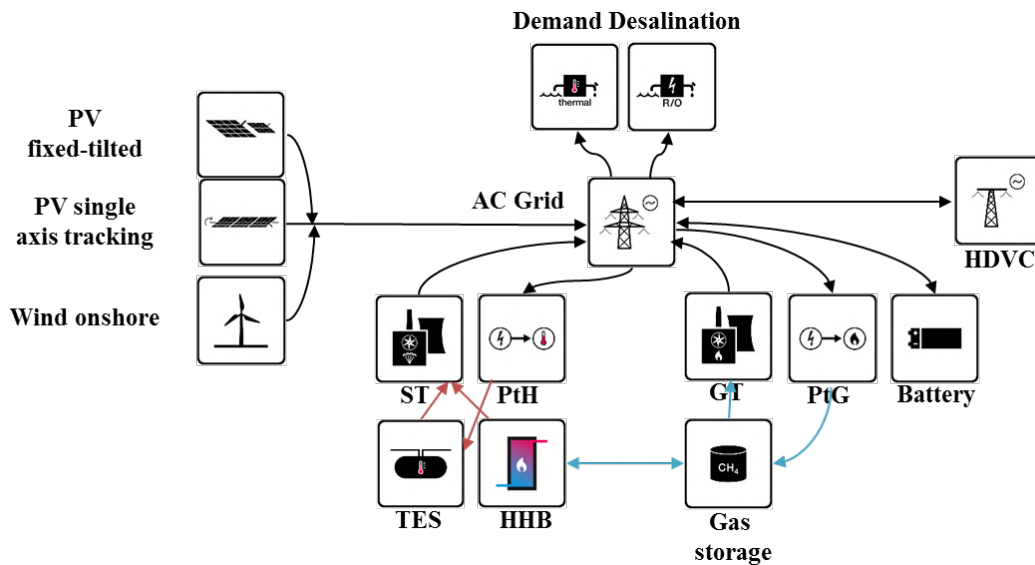 Demand Desalination
thermal
R/O
PV
fixed-tilted
PV single
axis tracking
AC Grid
HDVC
Wind onshore
ST
PtH
GT
PtG
Battery
CH4
TES
HHB
Gas
storage